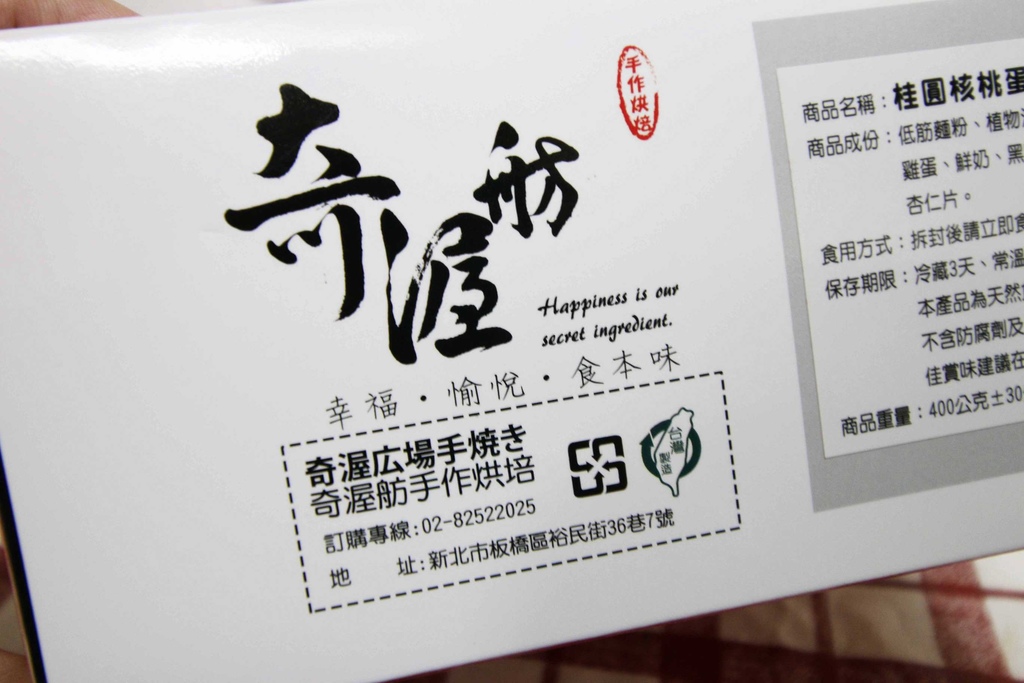 手作烘焙
奇渥舫
Happiness is our
secret ingredient.
幸福・愉悅・食本味
奇渥広場手焼き
奇渥舫手作烘培
訂購專線:02-82522025
地 址:新北市板橋區裕民街36巷7號
台灣
製造
商品名稱：桂圓核桃蛋
商品成份：低筋麵粉、植物
雞蛋、鮮奶、黑
杏仁片。
食用方式：拆封後請立即食
保存期限：冷藏3天、常溫
本產品為天然
不含防腐劑及
佳賞味建議在
商品重量：400公克±30